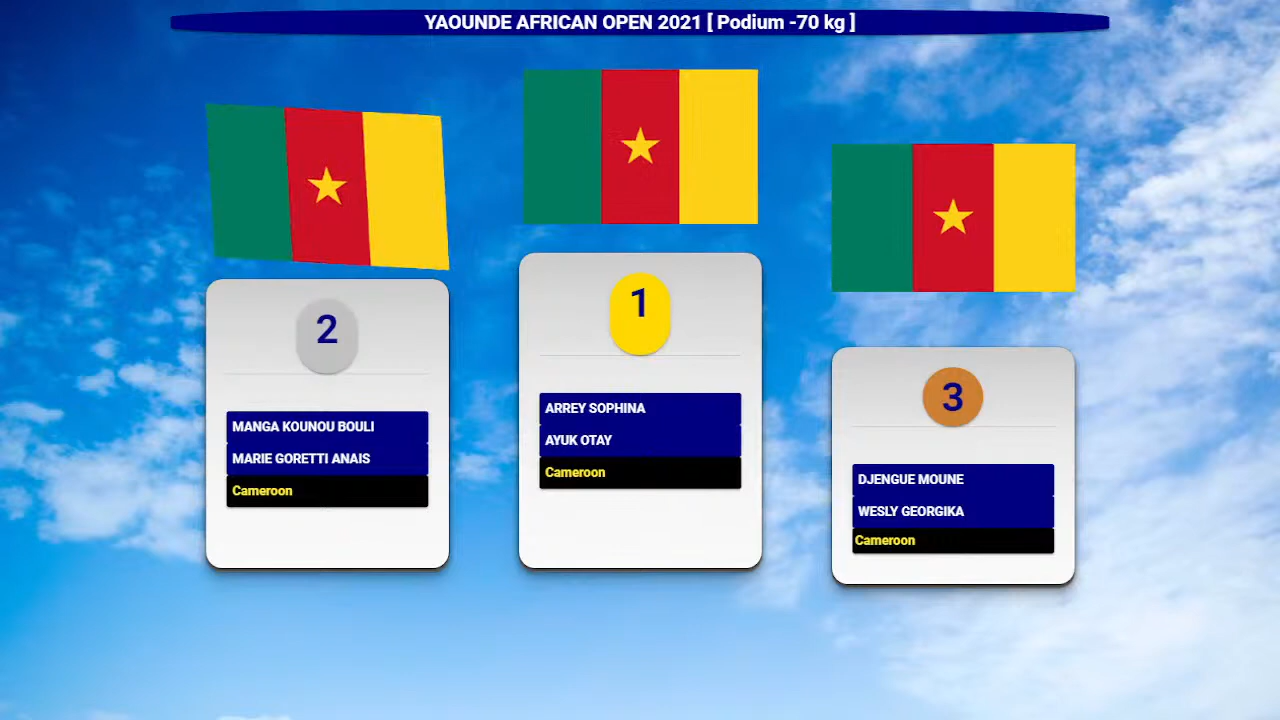 YAOUNDE AFRICAN OPEN 2021 [ Podium -70 kg ]
2
MANGA KOUNOU BOULI
MARIE GORETTI ANAIS
Cameroon
1
ARREY SOPHINA
AYUK OTAY
Cameroon
3
DJENGUE MOUNE
WESLY GEORGIKA
Cameroon